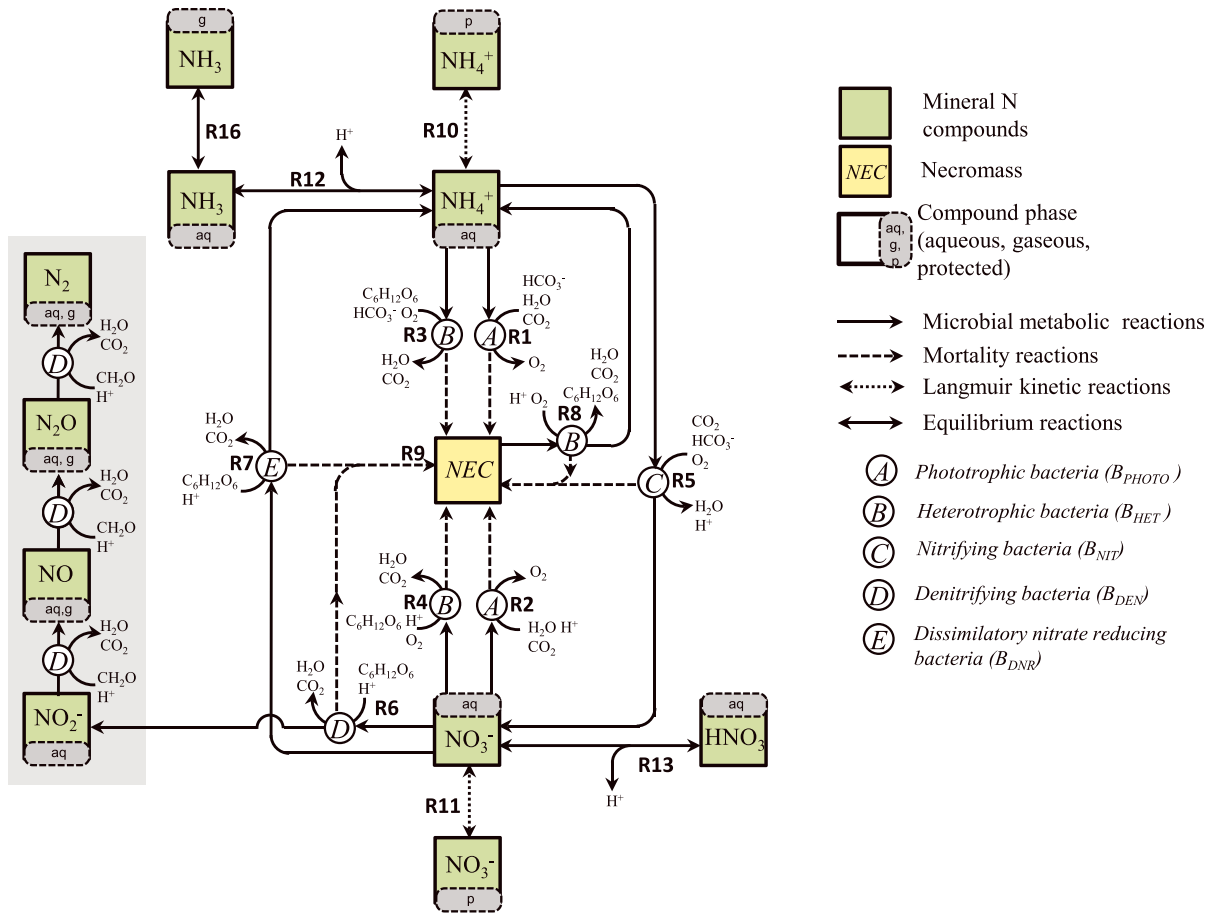 g
NH₃
R16
NH₃
aq
p
NH₄⁺
R10
H⁺
R12
NH₄⁺
aq
N₂
aq, g
H₂O
CO₂
D
CH₂O
H⁺
N₂O
aq, g
H₂O
CO₂
D
CH₂O
H⁺
NO
aq,g
H₂O
CO₂
D
CH₂O
H⁺
NO₂⁻
aq
C₆H₁₂O₆
HCO₃⁻ O₂
R3
B
H₂O
CO₂
HCO₃⁻
H₂O
CO₂
A
R1
O₂
H₂O
CO₂
C₆H₁₂O₆
H⁺ O₂
R8
B
H₂O
CO₂
R7
E
C₆H₁₂O₆
H⁺
R9
NEC
CO₂
HCO₃⁻
O₂
C
R5
H₂O
H⁺
H₂O
CO₂
R4
B
C₆H₁₂O₆ H⁺
O₂
O₂
A
R2
H₂O H⁺
CO₂
H₂O
CO₂
C₆H₁₂O₆
H⁺
D
R6
aq
NO₃⁻
aq
HNO₃
R13
H⁺
R11
NO₃⁻
p
Mineral N
compounds
NEC
Necromass
aq,
g,
p
Compound phase
(aqueous, gaseous,
protected)
Microbial metabolic reactions
Mortality reactions
Langmuir kinetic reactions
Equilibrium reactions
A
Phototrophic bacteria (B_PHOTO )
B
Heterotrophic bacteria (B_HET )
C
Nitrifying bacteria (B_NIT)
D
Denitrifying bacteria (B_DEN)
E
Dissimilatory nitrate reducing
bacteria (B_DNR)